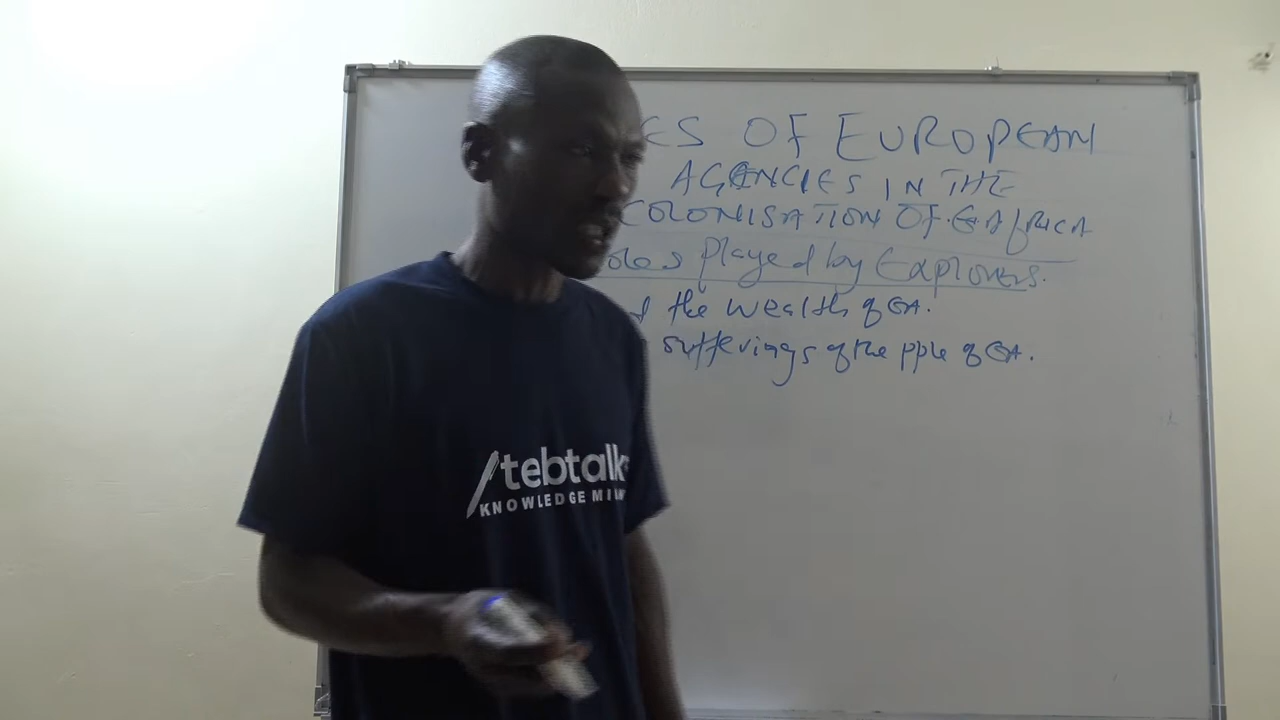 ES OF EUROPEAN
AGENCIES IN THE
COLONISATION OF E.AfRICA
oles played by Explorers.
d the wealth of EA.
sufferings of the pple of EA.
tebtalk
KNOWLEDGE M